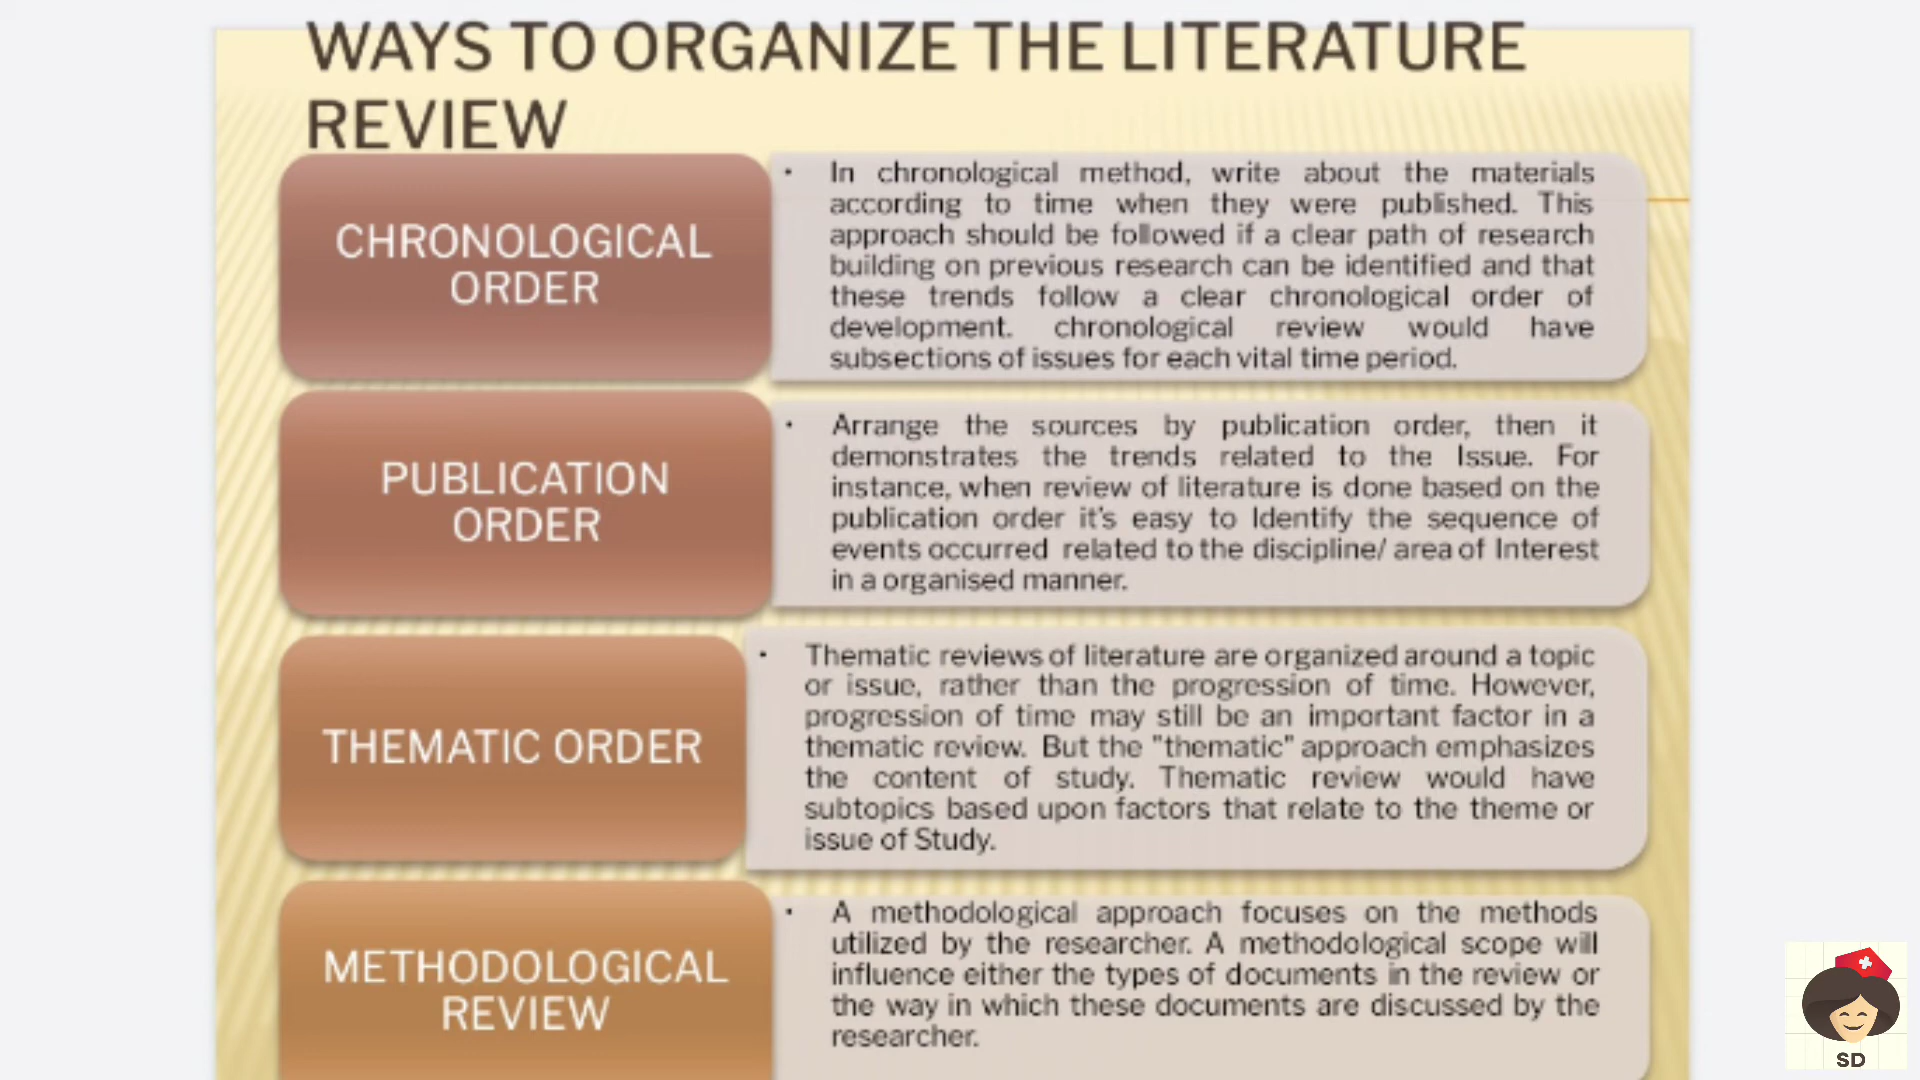 WAYS TO ORGANIZE THE LITERATURE
REVIEW
CHRONOLOGICAL
ORDER
• In chronological method, write about the materials
according to time when they were published. This
approach should be followed if a clear path of research
building on previous research can be identified and that
these trends follow a clear chronological order of
development. chronological review would have
subsections of issues for each vital time period.
PUBLICATION
ORDER
• Arrange the sources by publication order, then it
demonstrates the trends related to the Issue. For
instance, when review of literature is done based on the
publication order it's easy to Identify the sequence of
events occurred related to the discipline/ area of Interest
in a organised manner.
THEMATIC ORDER
• Thematic reviews of literature are organized around a topic
or issue, rather than the progression of time. However,
progression of time may still be an important factor in a
thematic review. But the "thematic" approach emphasizes
the content of study. Thematic review would have
subtopics based upon factors that relate to the theme or
issue of Study.
METHODOLOGICAL
REVIEW
• A methodological approach focuses on the methods
utilized by the researcher. A methodological scope will
influence either the types of documents in the review or
the way in which these documents are discussed by the
researcher.
SD